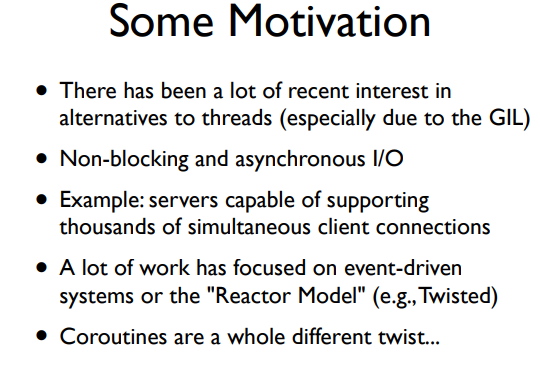 Some Motivation
• There has been a lot of recent interest in
alternatives to threads (especially due to the GIL)
• Non-blocking and asynchronous I/O
• Example: servers capable of supporting
thousands of simultaneous client connections
• A lot of work has focused on event-driven
systems or the "Reactor Model" (e.g., Twisted)
• Coroutines are a whole different twist...